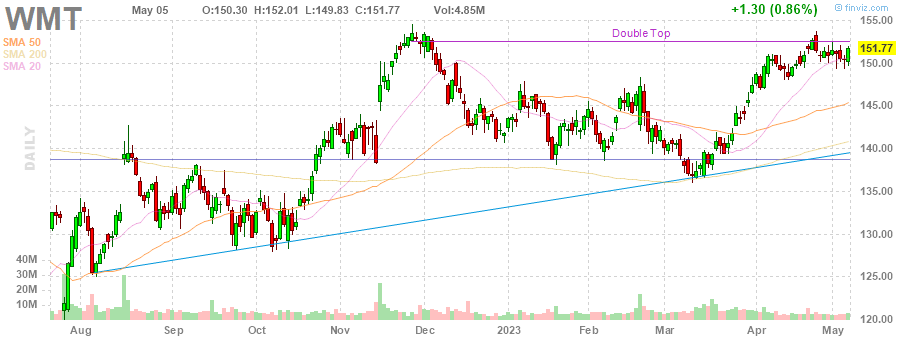 WMT May 05 O:150.30 H:152.01 L:149.83 C:151.77 Vol:4.85M +1.30 (0.86%) © finviz.com
155.00
Double Top
SMA 50
151.77
SMA 200
150.00
SMA 20
145.00
DAILY
140.00
135.00
130.00
40M
30M
125.00
20M
10M
120.00
Aug Sep Oct Nov Dec 2023 Feb Mar Apr May